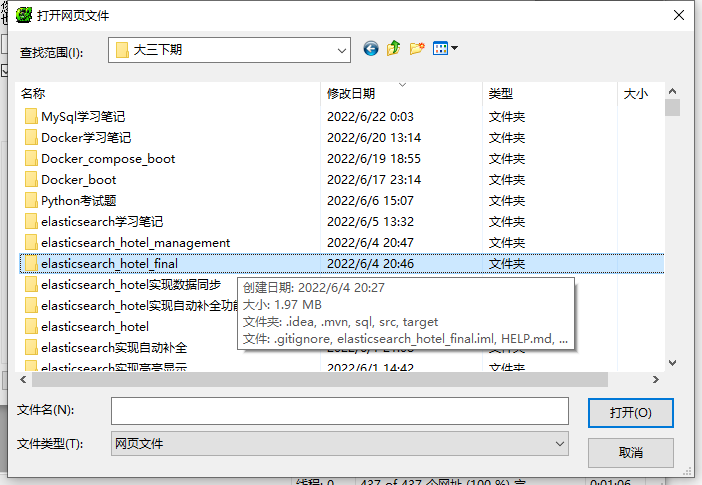 打开网页文件
查找范围(I): 大三下期
名称 修改日期 类型 大小
MySql学习笔记 2022/6/22 0:03 文件夹
Docker学习笔记 2022/6/20 13:14 文件夹
Docker_compose_boot 2022/6/19 18:55 文件夹
Docker_boot 2022/6/17 23:14 文件夹
Python考试题 2022/6/6 15:07 文件夹
elasticsearch学习笔记 2022/6/5 13:32 文件夹
elasticsearch_hotel_management 2022/6/4 20:47 文件夹
elasticsearch_hotel_final 2022/6/4 20:46 文件夹
elasticsearch_hotel实现数据同步
elasticsearch_hotel实现自动补全功能
elasticsearch_hotel
elasticsearch实现自动补全
elasticsearch实现高亮显示 2022/6/1 14:42 文件夹
创建日期: 2022/6/4 20:27
大小: 1.97 MB
文件夹: .idea, .mvn, sql, src, target
文件: .gitignore, elasticsearch_hotel_final.iml, HELP.md, ...
文件名(N): 打开(O)
文件类型(T): 网页文件 取消
线程: 0 437 of 437 个网址 (100 %) 完 0:01:06